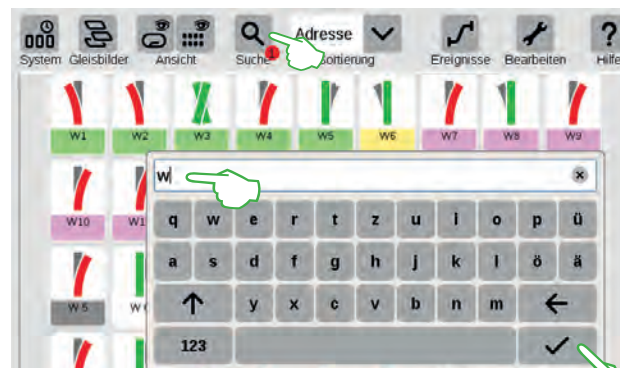 Adresse
System Gleisbilder Ansicht Suche Sortierung Ereignisse Bearbeiten Hilfe
1
W1 W2 W3 W4 W5 W6 W7 W8 W9
w
W10
q w e r t z u i o p ü
a s d f g h j k l ö ä
W 5
y x c v b n m
123